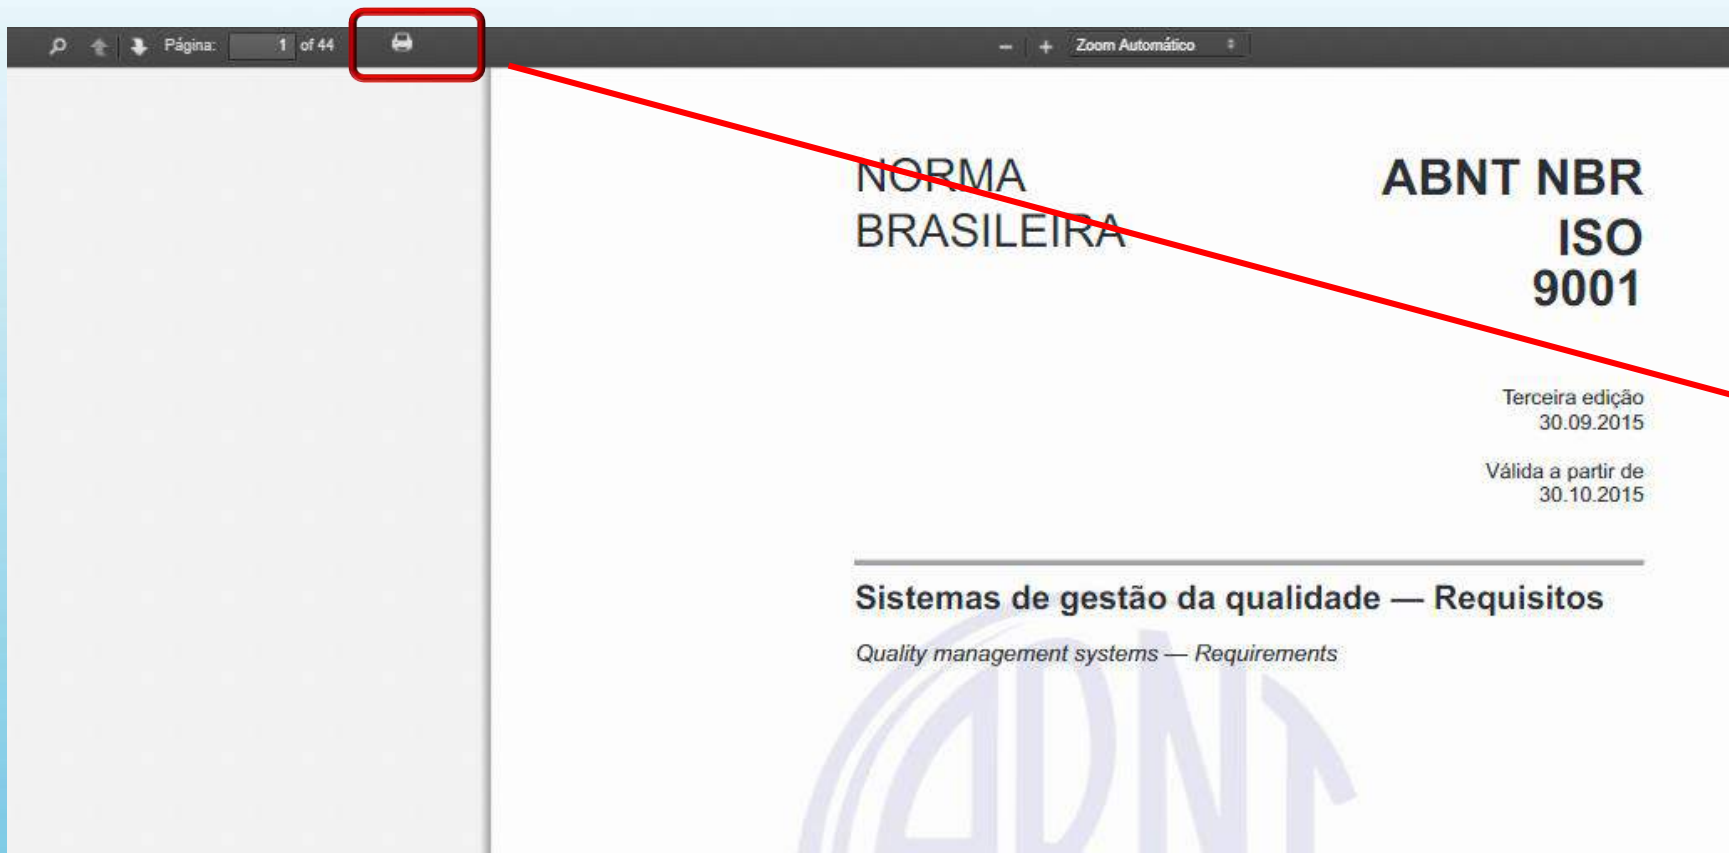 Página: 1 of 44
Zoom Automático
NORMA
BRASILEIRA
ABNT NBR
ISO
9001
Terceira edição
30.09.2015
Válida a partir de
30.10.2015
Sistemas de gestão da qualidade — Requisitos
Quality management systems — Requirements
ABNT